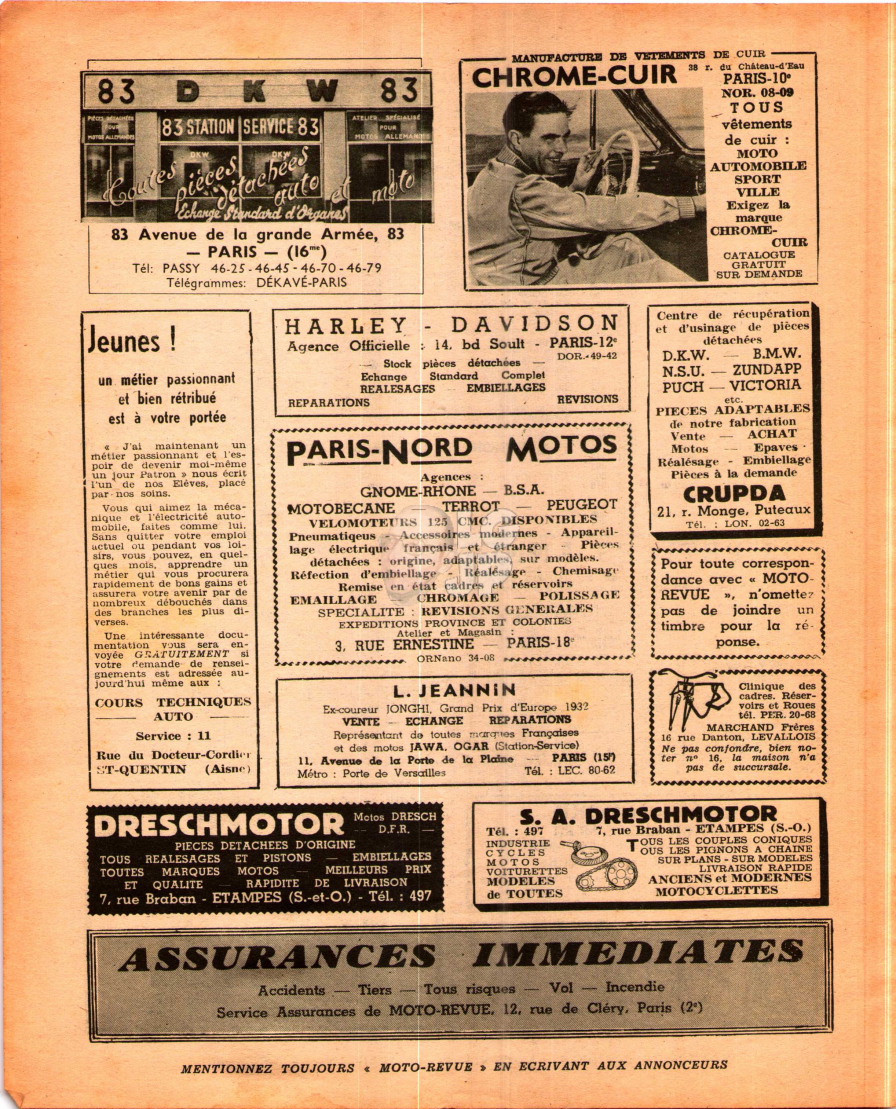 83 DKW 83
PIÈCES DÉTACHÉES
POUR
MOTOS ALLEMANDES
83 STATION SERVICE 83
ATELIER SPÉCIALISÉ
POUR
MOTOS ALLEMANDES
DKW DKW
Toutes pièces détachées auto et moto
Echange Standard d'Organes
83 Avenue de la grande Armée, 83
— PARIS — (16me)
Tél: PASSY 46-25 - 46-45 - 46-70 - 46-79
Télégrammes: DÉKAVÉ-PARIS
MANUFACTURE DE VETEMENTS DE CUIR
CHROME-CUIR
38 r. du Château-d'Eau
PARIS-10e
NOR. 08-09
TOUS
vêtements
de cuir :
MOTO
AUTOMOBILE
SPORT
VILLE
Exigez la
marque
CHROME-
CUIR
CATALOGUE
GRATUIT
SUR DEMANDE
Jeunes !
un métier passionnant
et bien rétribué
est à votre portée
« J'ai maintenant un
métier passionnant et l'es-
poir de devenir moi-même
un jour Patron » nous écrit
l'un de nos Elèves, placé
par nos soins.
Vous qui aimez la méca-
nique et l'électricité auto-
mobile, faites comme lui.
Sans quitter votre emploi
actuel ou pendant vos loi-
sirs, vous pouvez, en quel-
ques mois, apprendre un
métier qui vous procurera
rapidement de bons gains et
assurera votre avenir par de
nombreux débouchés dans
des branches les plus di-
verses.
Une intéressante docu-
mentation vous sera en-
voyée GRATUITEMENT si
votre demande de rensei-
gnements est adressée au-
jourd'hui même aux :
COURS TECHNIQUES
— AUTO —
Service : 11
Rue du Docteur-Cordier
ST-QUENTIN (Aisne)
HARLEY - DAVIDSON
Agence Officielle : 14, bd Soult - PARIS-12e
DOR. 49-42
— Stock pièces détachées —
Echange Standard Complet
REALESAGES — EMBIELLAGES
REPARATIONS REVISIONS
PARIS-NORD MOTOS
Agences :
GNOME-RHONE — B.S.A.
MOTOBECANE — TERROT — PEUGEOT
VELOMOTEURS 125 CMC. DISPONIBLES
Pneumatiqeus - Accessoires modernes - Appareil-
lage électrique français et étranger - Pièces
détachées : origine, adaptables sur modèles.
Réfection d'embiellage - Réalésage - Chemisage
Remise en état cadres et réservoirs
EMAILLAGE - CHROMAGE — POLISSAGE
SPECIALITE : REVISIONS GENERALES
EXPEDITIONS PROVINCE ET COLONIES
Atelier et Magasin :
3, RUE ERNESTINE — PARIS-18e
ORNano 34-08
L. JEANNIN
Ex-coureur JONGHI, Grand Prix d'Europe 1932
VENTE — ECHANGE — REPARATIONS
Représentant de toutes marques Françaises
et des motos JAWA, OGAR (Station-Service)
11, Avenue de la Porte de la Plaine — PARIS (15e)
Métro : Porte de Versailles Tél. : LEC. 80-62
Centre de récupération
et d'usinage de pièces
détachées
D.K.W. — B.M.W.
N.S.U. — ZUNDAPP
PUCH — VICTORIA
etc.
PIECES ADAPTABLES
de notre fabrication
Vente — ACHAT
Motos — Epaves
Réalésage - Embiellage
Pièces à la demande
CRUPDA
21, r. Monge, Puteaux
Tél. : LON. 02-63
Pour toute correspon-
dance avec « MOTO-
REVUE », n'omettez
pas de joindre un
timbre pour la ré-
ponse.
Clinique des
cadres. Réser-
voirs et Roues
tél. PER. 20-68
MARCHAND Frères
16 rue Danton, LEVALLOIS
Ne pas confondre, bien no-
ter n° 16, la maison n'a
pas de succursale.
DRESCHMOTOR
Motos DRESCH
— D.F.R. —
PIECES DETACHEES D'ORIGINE
TOUS REALESAGES ET PISTONS — EMBIELLAGES
TOUTES MARQUES MOTOS — MEILLEURS PRIX
ET QUALITE — RAPIDITE DE LIVRAISON
7, rue Braban - ETAMPES (S.-et-O.) - Tél. : 497
S. A. DRESCHMOTOR
Tél. : 497 7, rue Braban - ETAMPES (S.-O.)
INDUSTRIE
CYCLES
MOTOS
VOITURETTES
MODELES
de TOUTES
TOUS LES COUPLES CONIQUES
TOUS LES PIGNONS A CHAINE
SUR PLANS - SUR MODELES
LIVRAISON RAPIDE
ANCIENS et MODERNES
MOTOCYCLETTES
ASSURANCES IMMEDIATES
Accidents — Tiers — Tous risques — Vol — Incendie
Service Assurances de MOTO-REVUE, 12, rue de Cléry, Paris (2e)
MENTIONNEZ TOUJOURS « MOTO-REVUE » EN ECRIVANT AUX ANNONCEURS